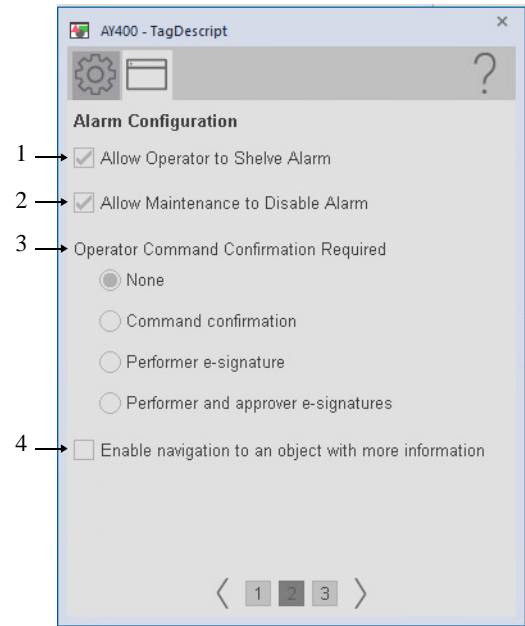 AY400 - TagDescript
?
Alarm Configuration
1 Allow Operator to Shelve Alarm
2 Allow Maintenance to Disable Alarm
3 Operator Command Confirmation Required
None
Command confirmation
Performer e-signature
Performer and approver e-signatures
4 Enable navigation to an object with more information
1 2 3